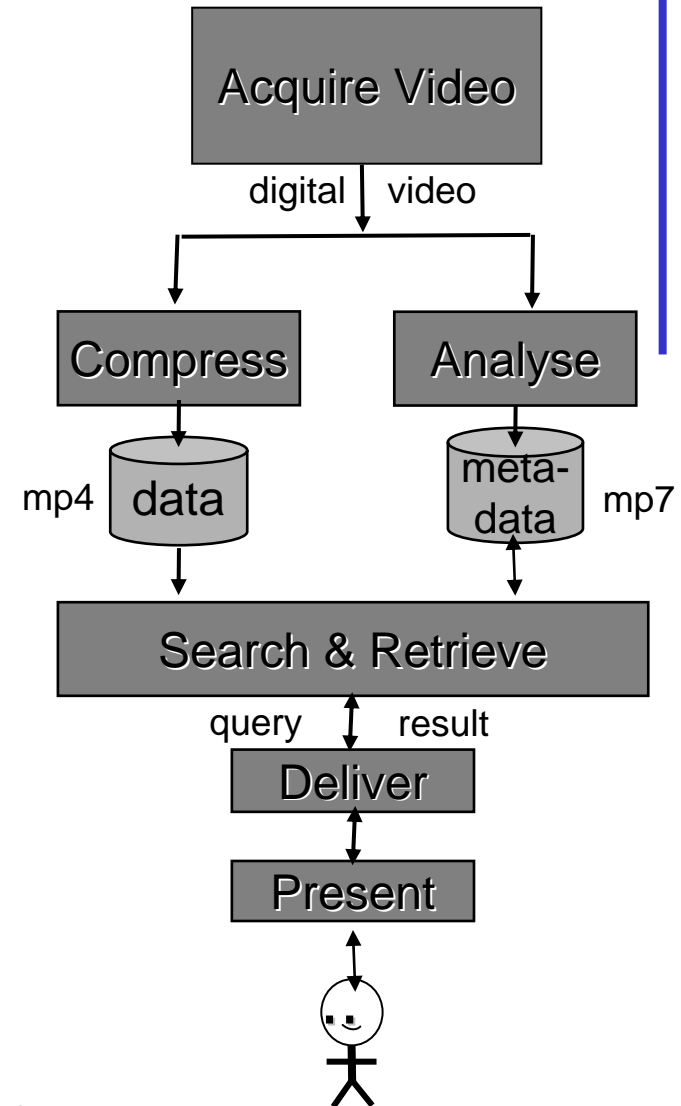 Acquire Video
digital video
Compress
Analyse
mp4
data
meta-
data
mp7
Search & Retrieve
query result
Deliver
Present